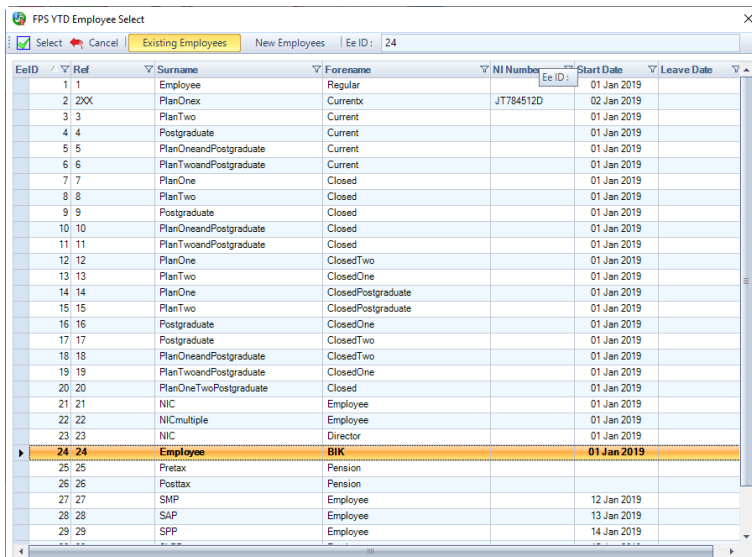 FPS YTD Employee Select
Select Cancel Existing Employees New Employees Ee ID : 24
EeID Ref Surname Forename NI Number Start Date Leave Date
Ee ID :
1 1 Employee Regular 01 Jan 2019
2 2XX PlanOnex Currentx JT784512D 02 Jan 2019
3 3 PlanTwo Current 01 Jan 2019
4 4 Postgraduate Current 01 Jan 2019
5 5 PlanOneandPostgraduate Current 01 Jan 2019
6 6 PlanTwoandPostgraduate Current 01 Jan 2019
7 7 PlanOne Closed 01 Jan 2019
8 8 PlanTwo Closed 01 Jan 2019
9 9 Postgraduate Closed 01 Jan 2019
10 10 PlanOneandPostgraduate Closed 01 Jan 2019
11 11 PlanTwoandPostgraduate Closed 01 Jan 2019
12 12 PlanOne ClosedTwo 01 Jan 2019
13 13 PlanTwo ClosedOne 01 Jan 2019
14 14 PlanOne ClosedPostgraduate 01 Jan 2019
15 15 PlanTwo ClosedPostgraduate 01 Jan 2019
16 16 Postgraduate ClosedOne 01 Jan 2019
17 17 Postgraduate ClosedTwo 01 Jan 2019
18 18 PlanOneandPostgraduate ClosedTwo 01 Jan 2019
19 19 PlanTwoandPostgraduate ClosedOne 01 Jan 2019
20 20 PlanOneTwoPostgraduate Closed 01 Jan 2019
21 21 NIC Employee 01 Jan 2019
22 22 NICmultiple Employee 01 Jan 2019
23 23 NIC Director 01 Jan 2019
24 24 Employee BIK 01 Jan 2019
25 25 Pretax Pension
26 26 Posttax Pension
27 27 SMP Employee 12 Jan 2019
28 28 SAP Employee 13 Jan 2019
29 29 SPP Employee 14 Jan 2019